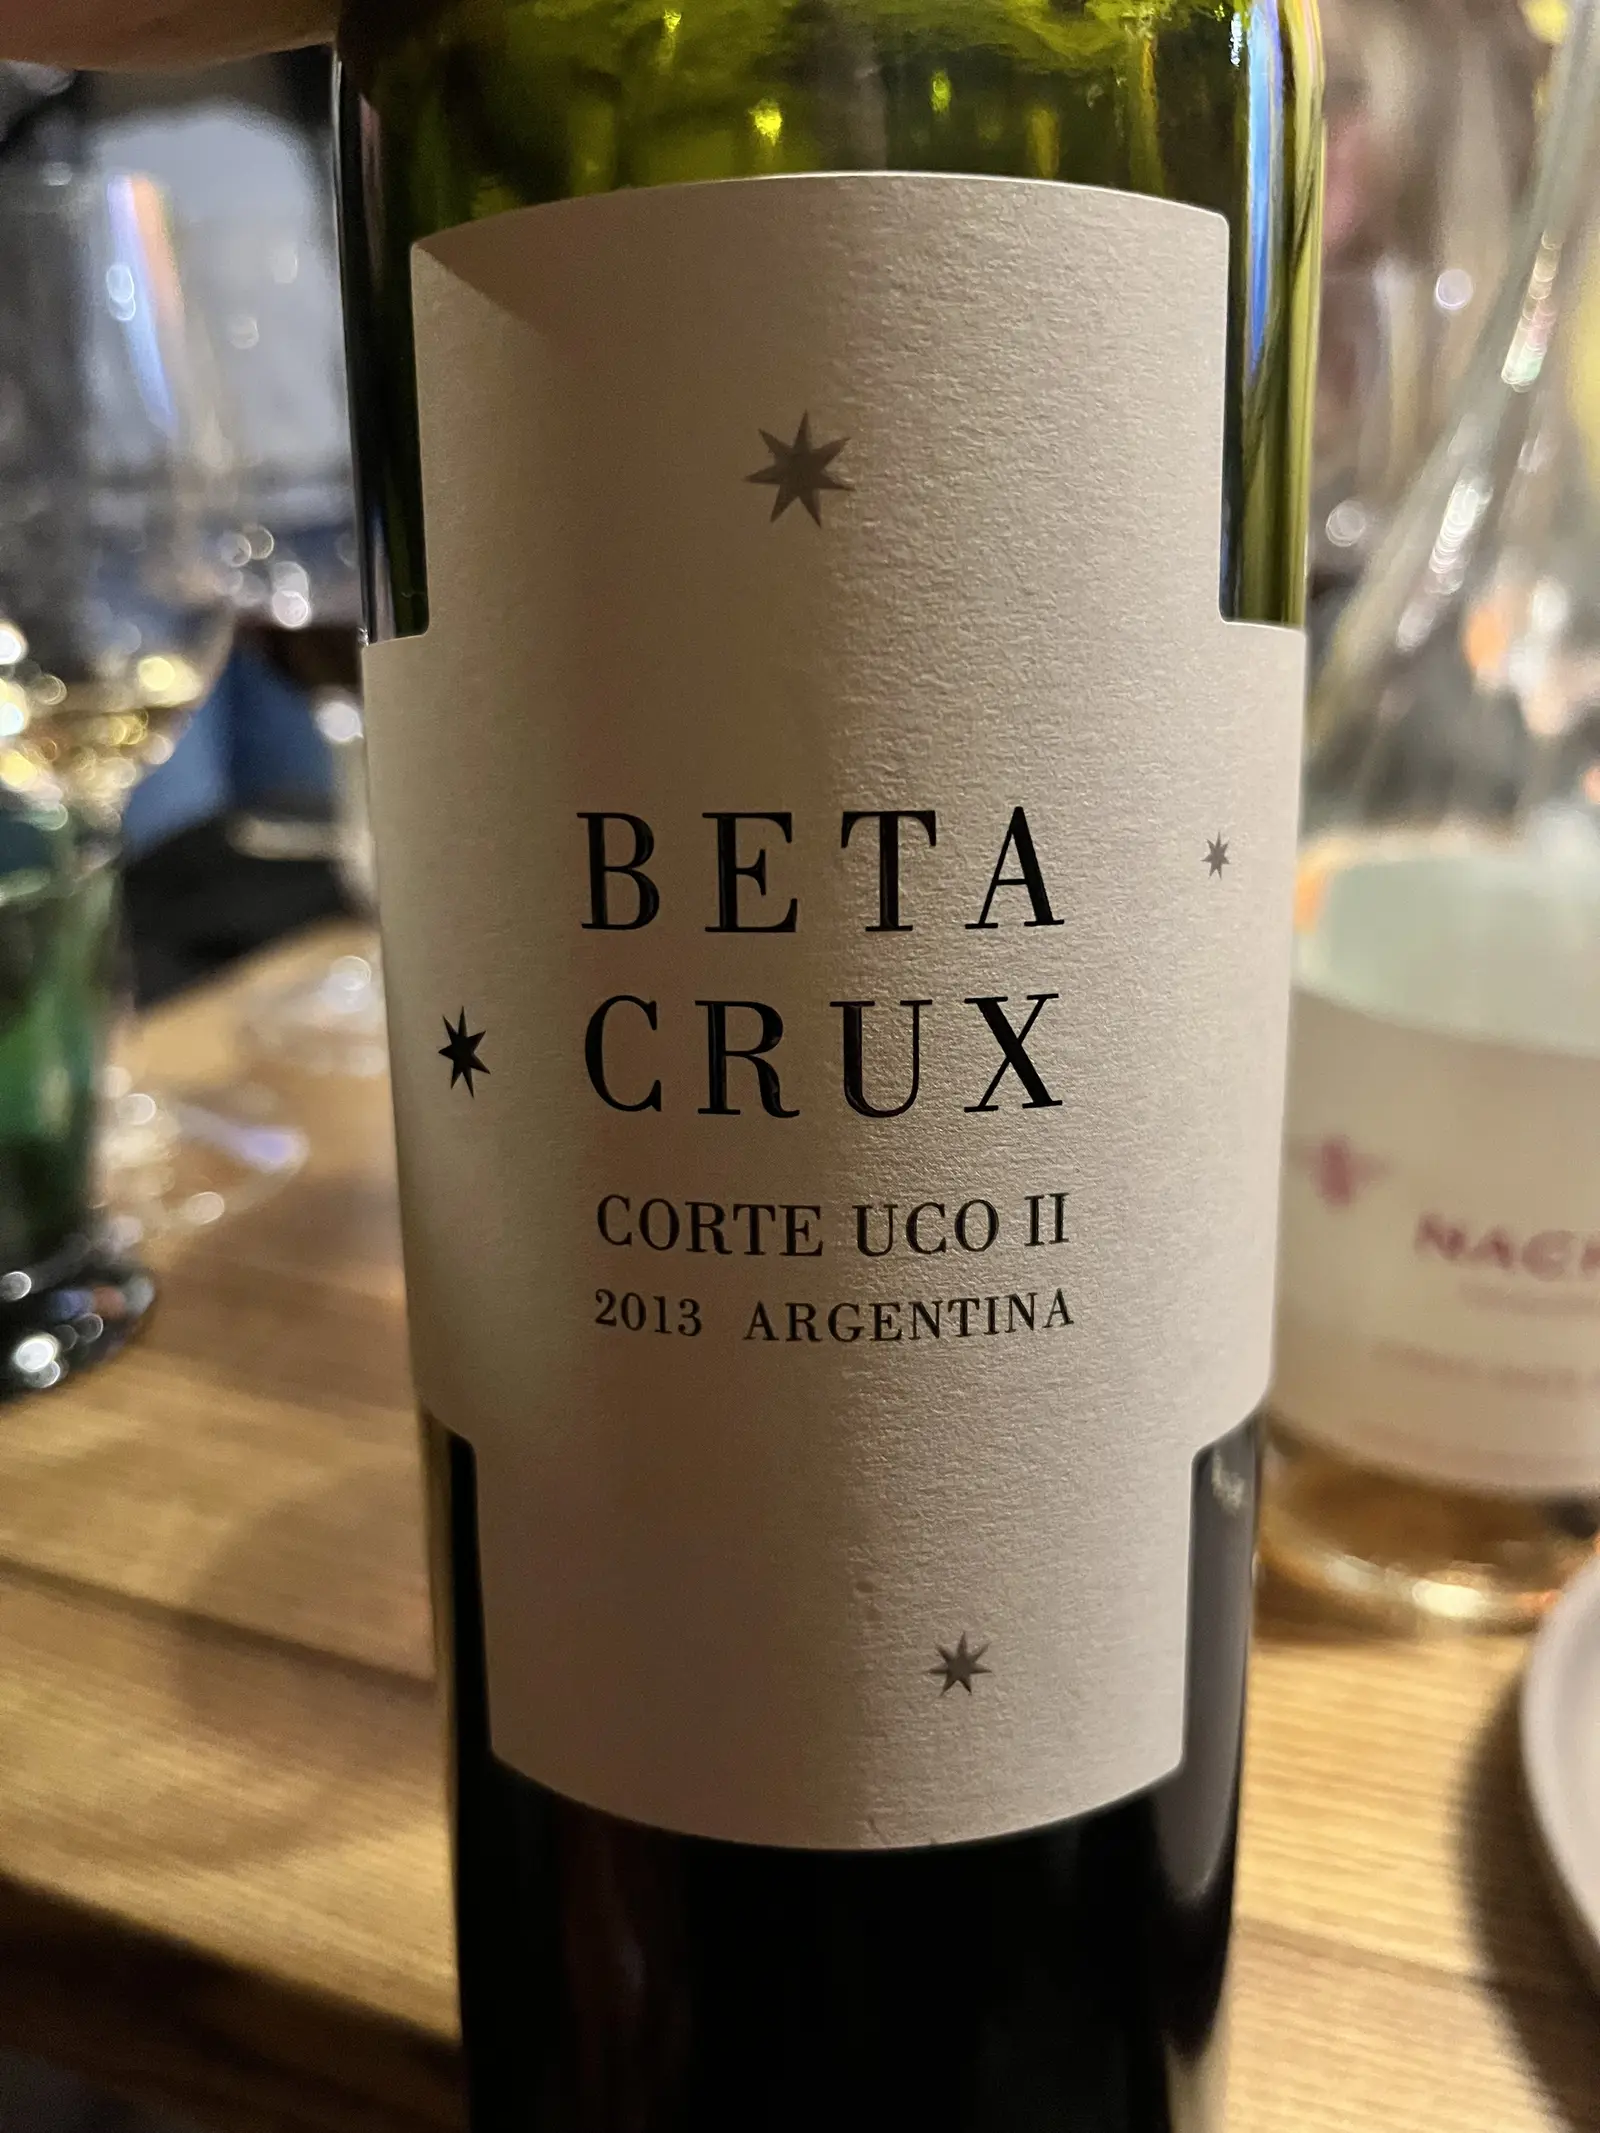 BETA
CRUX
CORTE UCO II
2013 ARGENTINA